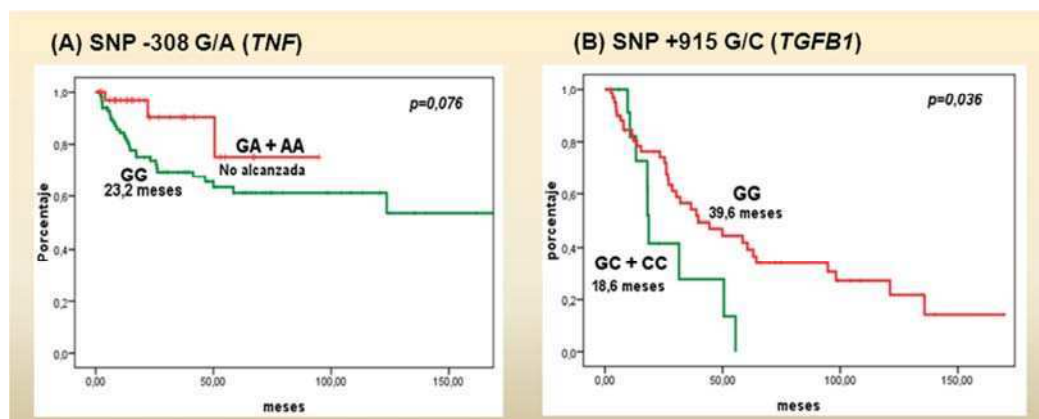 (A) SNP -308 G/A (TNF)
p=0,076
1,0
0,8
0,6
0,4
0,2
0,0
Porcentaje
GA + AA
No alcanzada
GG
23,2 meses
0,00
50,00
100,00
150,00
meses
(B) SNP +915 G/C (TGFB1)
p=0,036
1,0
0,8
0,6
0,4
0,2
0,0
porcentaje
GG
39,6 meses
GC + CC
18,6 meses
0,00
50,00
100,00
150,00
meses